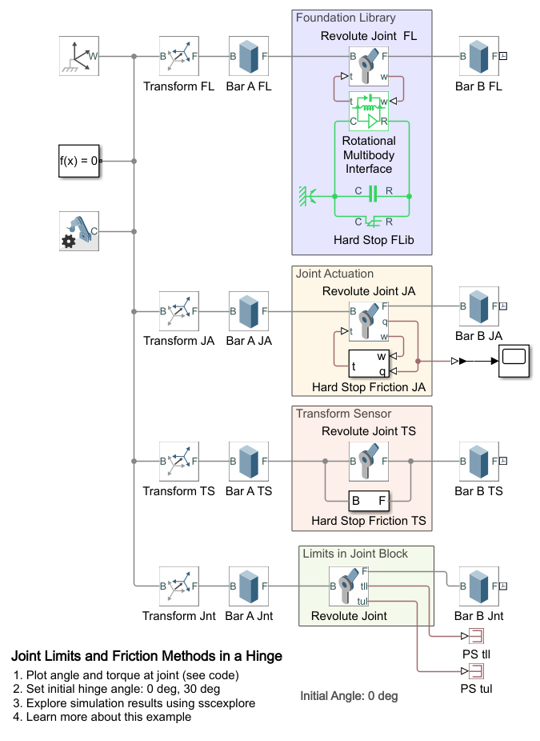 Foundation Library
Revolute Joint  FL
W
B F
Transform FL
B F
Bar A FL
B F
t w
B F
Bar B FL
t w
C R
Rotational
Multibody
Interface
f(x) = 0
C R
C
C R
Hard Stop FLib
Joint Actuation
Revolute Joint JA
B F
Transform JA
B F
Bar A JA
B F
q
t w
B F
Bar B JA
w
t
q
Hard Stop Friction JA
Transform Sensor
Revolute Joint TS
B F
Transform TS
B F
Bar A TS
B F
B F
Bar B TS
B F
Hard Stop Friction TS
Limits in Joint Block
B F
Transform Jnt
B F
Bar A Jnt
B F
tll
tul
Revolute Joint
B F
Bar B Jnt
PS tll
PS tul
Joint Limits and Friction Methods in a Hinge
1. Plot angle and torque at joint (see code)
2. Set initial hinge angle: 0 deg, 30 deg
3. Explore simulation results using sscexplore
4. Learn more about this example
Initial Angle: 0 deg